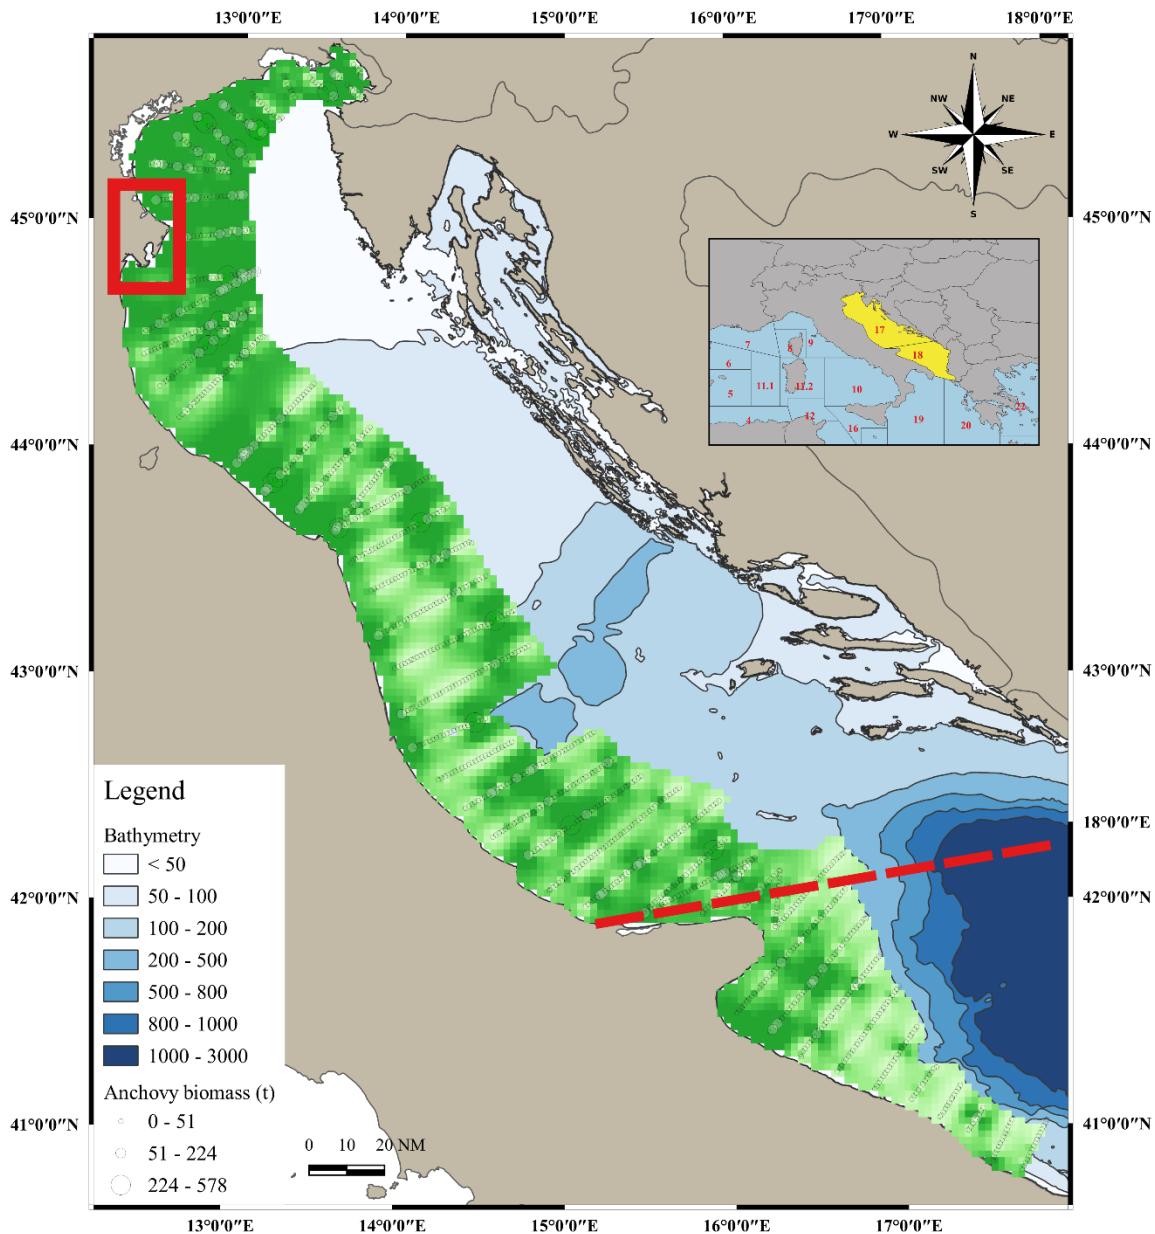 13°0'0"E 14°0'0"E 15°0'0"E 16°0'0"E 17°0'0"E 18°0'0"E
N
NW NE
W E
SW SE
S
45°0'0"N 45°0'0"N
17
7 8 9
18
6
5 11.1 11.2 10
22
4 12 16 19 20
44°0'0"N 44°0'0"N
43°0'0"N 43°0'0"N
Legend
Bathymetry
18°0'0"E
< 50
50 - 100
42°0'0"N 42°0'0"N
100 - 200
200 - 500
500 - 800
800 - 1000
1000 - 3000
Anchovy biomass (t)
0 - 51
41°0'0"N 41°0'0"N
0 10 20 NM
51 - 224
224 - 578
13°0'0"E 14°0'0"E 15°0'0"E 16°0'0"E 17°0'0"E